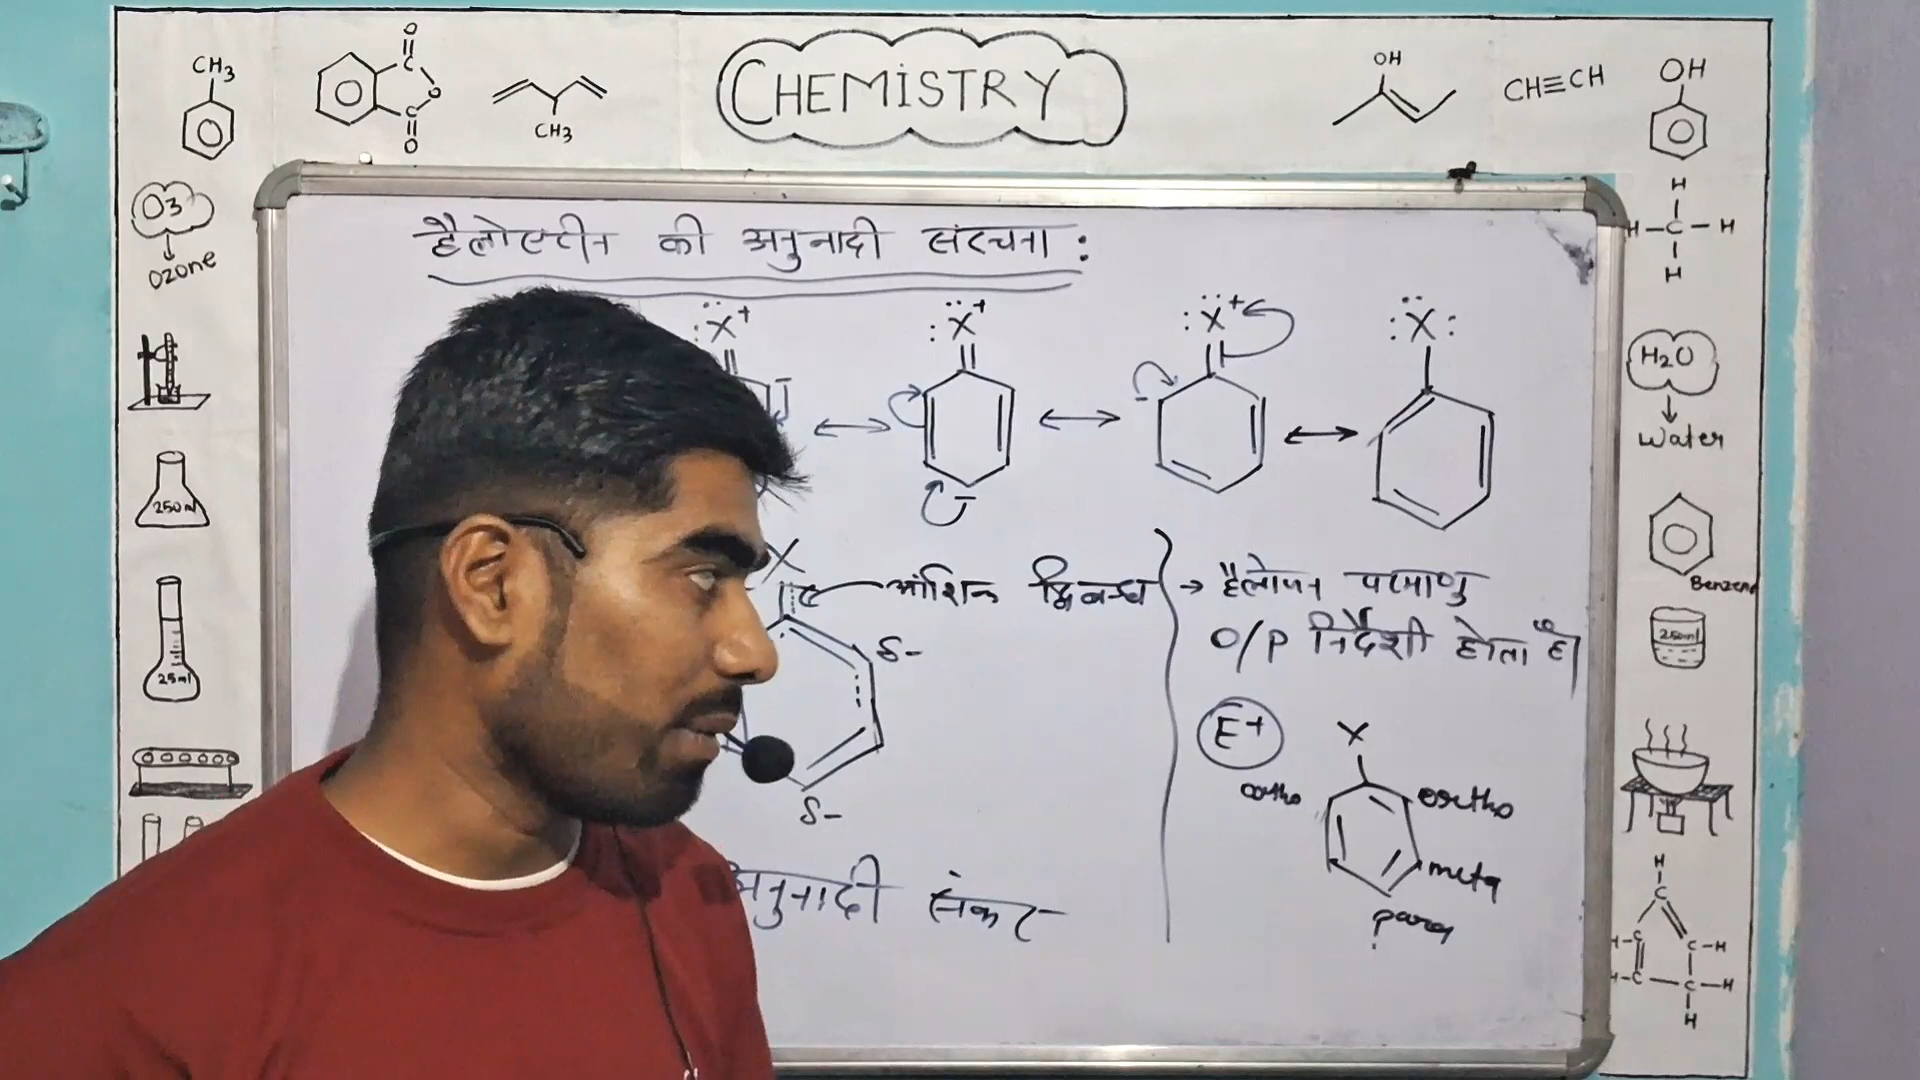 CH3
O
C
O
C
O
CH3
CHEMISTRY
OH
CH≡CH
OH
O3
Ozone
250ml
25ml
H
H-C-H
H
H2O
Water
Benzene
250ml
H
C
H-C
C-H
H-C
C-H
H
हैलोएरीन की अनुनादी संरचना :
:Ẍ+
:Ẍ+
:Ẍ+
:Ẍ:
X
आंशिक द्विबन्ध
δ-
δ-
अनुनादी संकर
→ हैलोजन परमाणु
O/P निर्देशी होता है।
E+
X
ortho
ortho
meta
para